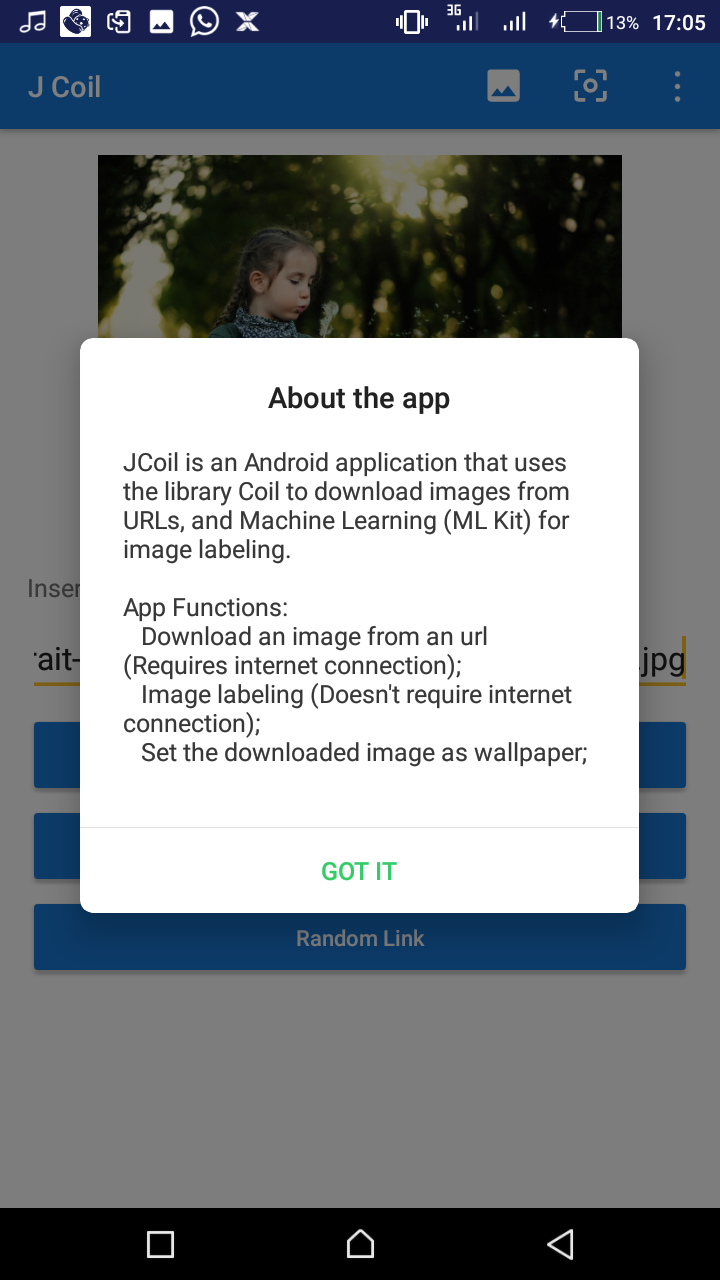 3G 13% 17:05
J Coil
About the app
JCoil is an Android application that uses
the library Coil to download images from
URLs, and Machine Learning (ML Kit) for
image labeling.
App Functions:
Download an image from an url
(Requires internet connection);
Image labeling (Doesn't require internet
connection);
Set the downloaded image as wallpaper;
.jpg
GOT IT
Random Link